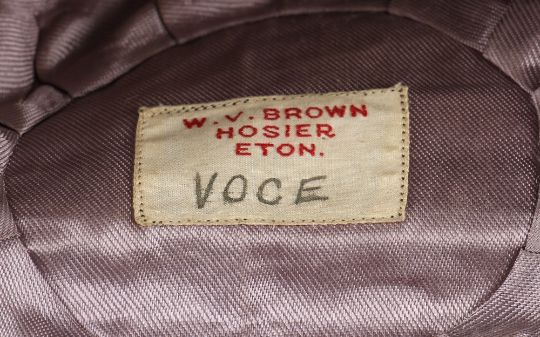 W. V. BROWN
HOSIER
ETON.
VOCE